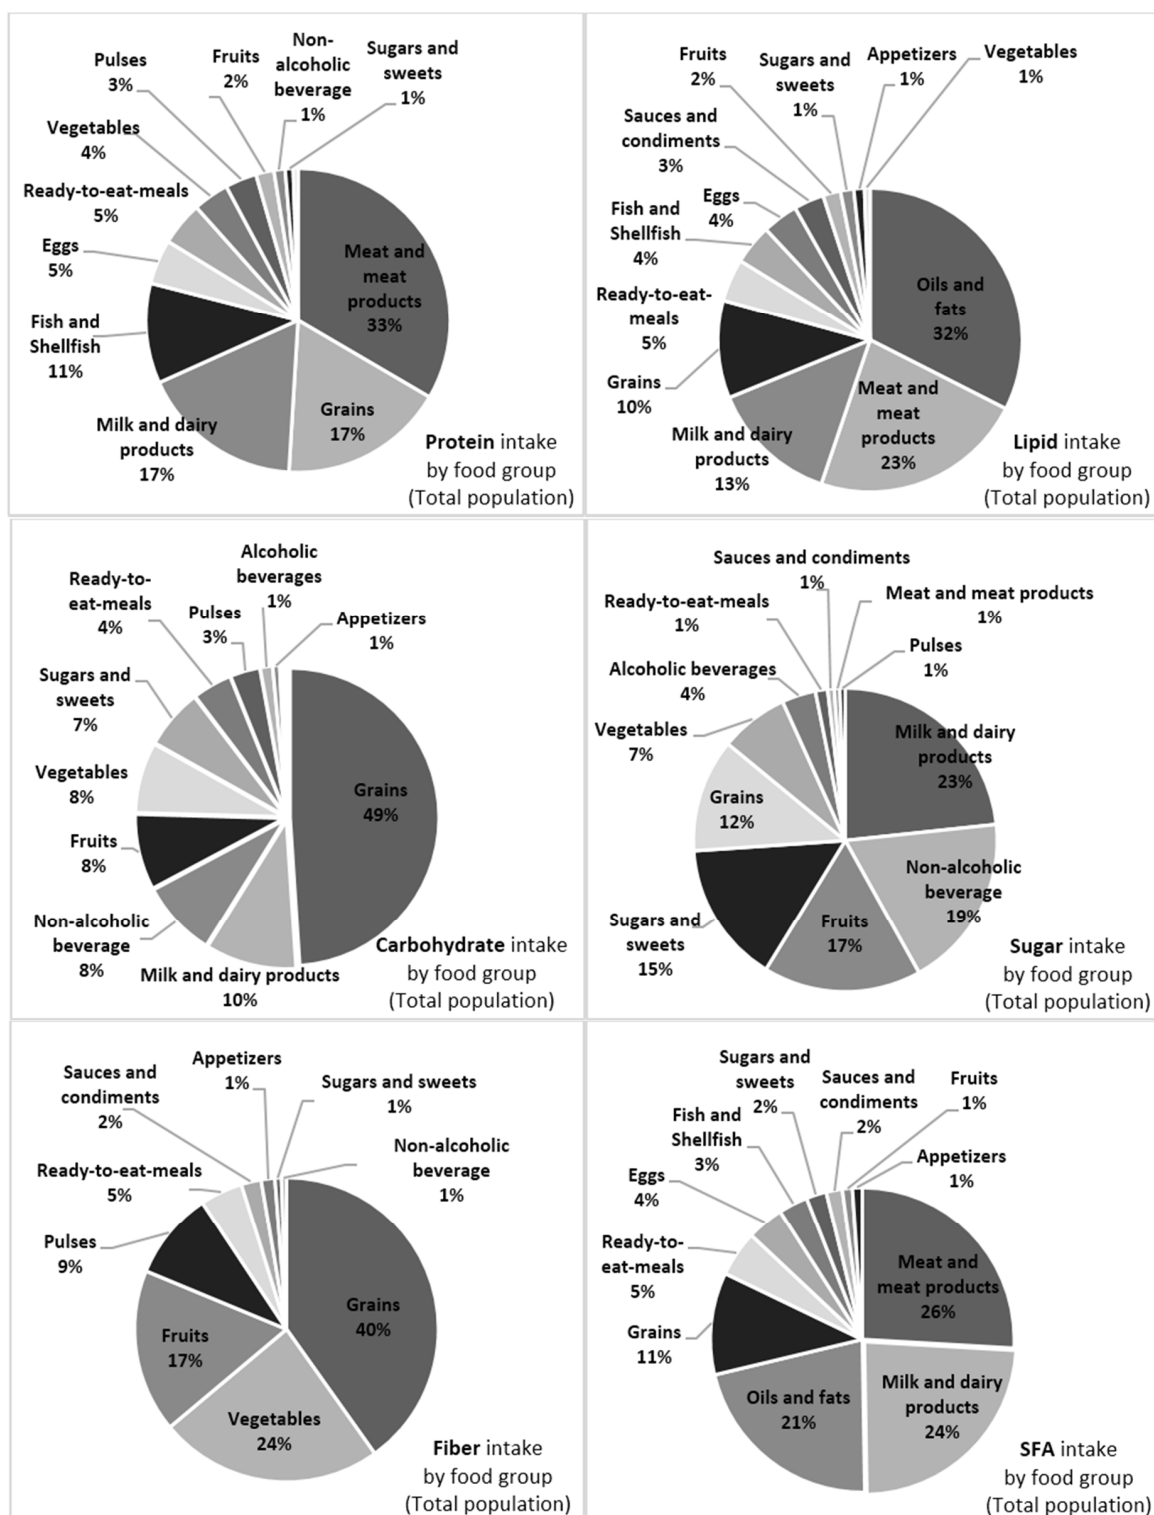 Pulses
3%
Fruits
2%
Non-
alcoholic
beverage
1%
Sugars and
sweets
1%
Vegetables
4%
Ready-to-eat-meals
5%
Eggs
5%
Fish and
Shellfish
11%
Milk and dairy
products
17%
Grains
17%
Meat and
meat
products
33%
Protein intake
by food group
(Total population)
Fruits
2%
Sugars and
sweets
1%
Appetizers
1%
Vegetables
1%
Sauces and
condiments
3%
Eggs
4%
Fish and
Shellfish
4%
Ready-to-eat-
meals
5%
Grains
10%
Milk and dairy
products
13%
Meat and
meat
products
23%
Oils and
fats
32%
Lipid intake
by food group
(Total population)
Alcoholic
beverages
1%
Ready-to-
eat-meals
4%
Pulses
3%
Appetizers
1%
Sugars and
sweets
7%
Vegetables
8%
Fruits
8%
Non-alcoholic
beverage
8%
Milk and dairy products
10%
Grains
49%
Carbohydrate intake
by food group
(Total population)
Sauces and condiments
1%
Meat and meat products
1%
Ready-to-eat-meals
1%
Pulses
1%
Alcoholic beverages
4%
Vegetables
7%
Grains
12%
Sugars and
sweets
15%
Fruits
17%
Non-alcoholic
beverage
19%
Milk and dairy
products
23%
Sugar intake
by food group
(Total population)
Appetizers
1%
Sauces and
condiments
2%
Sugars and sweets
1%
Non-alcoholic
beverage
1%
Ready-to-eat-meals
5%
Pulses
9%
Fruits
17%
Vegetables
24%
Grains
40%
Fiber intake
by food group
(Total population)
Sugars and
sweets
2%
Sauces and
condiments
2%
Fruits
1%
Fish and
Shellfish
3%
Appetizers
1%
Eggs
4%
Ready-to-
eat-meals
5%
Grains
11%
Oils and fats
21%
Milk and dairy
products
24%
Meat and
meat products
26%
SFA intake
by food group
(Total population)